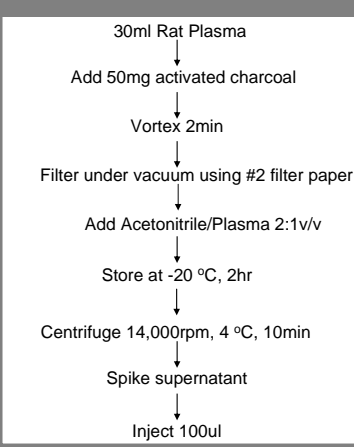 30ml Rat Plasma
Add 50mg activated charcoal
Vortex 2min
Filter under vacuum using #2 filter paper
Add Acetonitrile/Plasma 2:1v/v
Store at -20 ºC, 2hr
Centrifuge 14,000rpm, 4 ºC, 10min
Spike supernatant
Inject 100ul